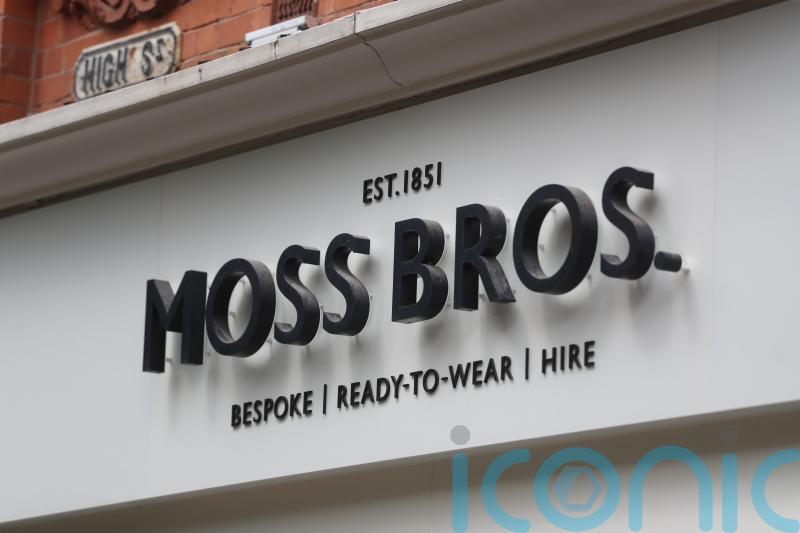 HIGH ST
EST. 1851
MOSS BROS.
BESPOKE | READY-TO-WEAR | HIRE
iconic